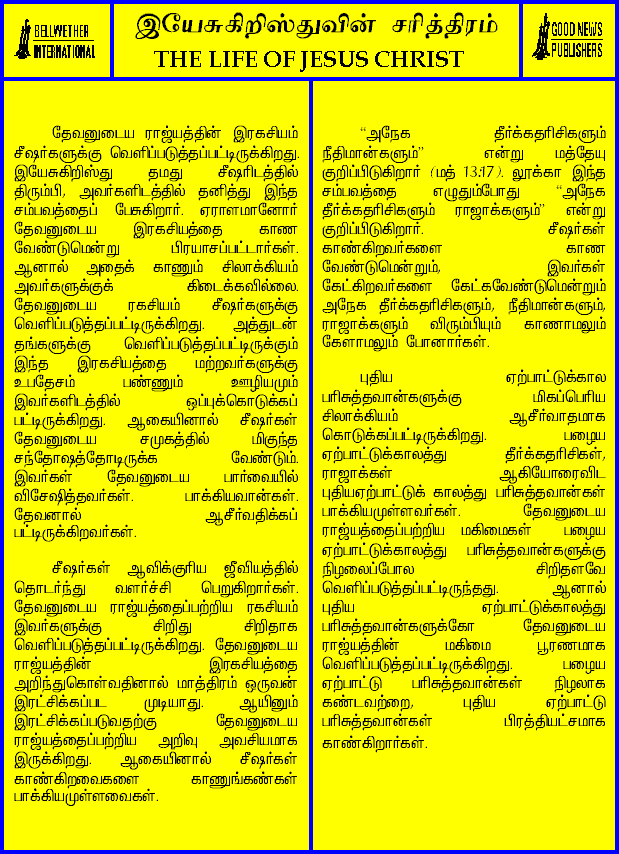 BELLWETHER
INTERNATIONAL
இயேசுகிறிஸ்துவின் சரித்திரம்
THE LIFE OF JESUS CHRIST
GOOD NEWS
PUBLISHERS
தேவனுடைய ராஜ்யத்தின் இரகசியம்
சீஷர்களுக்கு வெளிப்படுத்தப்பட்டிருக்கிறது.
இயேசுகிறிஸ்து தமது சீஷரிடத்தில்
திரும்பி, அவர்களிடத்தில் தனித்து இந்த
சம்பவத்தைப் பேசுகிறார். ஏராளமானோர்
தேவனுடைய இரகசியத்தை காண
வேண்டுமென்று பிரயாசப்பட்டார்கள்.
ஆனால் அதைக் காணும் சிலாக்கியம்
அவர்களுக்குக் கிடைக்கவில்லை.
தேவனுடைய ரகசியம் சீஷர்களுக்கு
வெளிப்படுத்தப்பட்டிருக்கிறது. அத்துடன்
தங்களுக்கு வெளிப்படுத்தப்பட்டிருக்கும்
இந்த இரகசியத்தை மற்றவர்களுக்கு
உபதேசம் பண்ணும் ஊழியமும்
இவர்களிடத்தில் ஒப்புக்கொடுக்கப்
பட்டிருக்கிறது. ஆகையினால் சீஷர்கள்
தேவனுடைய சமுகத்தில் மிகுந்த
சந்தோஷத்தோடிருக்க வேண்டும்.
இவர்கள் தேவனுடைய பார்வையில்
விசேஷித்தவர்கள். பாக்கியவான்கள்.
தேவனால் ஆசீர்வதிக்கப்
பட்டிருக்கிறவர்கள்.
சீஷர்கள் ஆவிக்குரிய ஜீவியத்தில்
தொடர்ந்து வளர்ச்சி பெறுகிறார்கள்.
தேவனுடைய ராஜ்யத்தைப்பற்றிய ரகசியம்
இவர்களுக்கு சிறிது சிறிதாக
வெளிப்படுத்தப்பட்டிருக்கிறது. தேவனுடைய
ராஜ்யத்தின் இரகசியத்தை
அறிந்துகொள்வதினால் மாத்திரம் ஒருவன்
இரட்சிக்கப்பட முடியாது. ஆயினும்
இரட்சிக்கப்படுவதற்கு தேவனுடைய
ராஜ்யத்தைப்பற்றிய அறிவு அவசியமாக
இருக்கிறது. ஆகையினால் சீஷர்கள்
காண்கிறவைகளை காணுங்கண்கள்
பாக்கியமுள்ளவைகள்.
“அநேக தீர்க்கதரிசிகளும்
நீதிமான்களும்” என்று மத்தேயு
குறிப்பிடுகிறார் (மத் 13:17). லூக்கா இந்த
சம்பவத்தை எழுதும்போது “அநேக
தீர்க்கதரிசிகளும் ராஜாக்களும்” என்று
குறிப்பிடுகிறார். சீஷர்கள்
காண்கிறவர்களை காண
வேண்டுமென்றும், இவர்கள்
கேட்கிறவர்களை கேட்கவேண்டுமென்றும்
அநேக தீர்க்கதரிசிகளும், நீதிமான்களும்,
ராஜாக்களும் விரும்பியும் காணாமலும்
கேளாமலும் போனார்கள்.
புதிய ஏற்பாட்டுக்கால
பரிசுத்தவான்களுக்கு மிகப்பெரிய
சிலாக்கியம் ஆசீர்வாதமாக
கொடுக்கப்பட்டிருக்கிறது. பழைய
ஏற்பாட்டுக்காலத்து தீர்க்கதரிசிகள்,
ராஜாக்கள் ஆகியோரைவிட
புதியஏற்பாட்டுக் காலத்து பரிசுத்தவான்கள்
பாக்கியமுள்ளவர்கள். தேவனுடைய
ராஜ்யத்தைப்பற்றிய மகிமைகள் பழைய
ஏற்பாட்டுக்காலத்து பரிசுத்தவான்களுக்கு
நிழலைப்போல சிறிதளவே
வெளிப்படுத்தப்பட்டிருந்தது. ஆனால்
புதிய ஏற்பாட்டுக்காலத்து
பரிசுத்தவான்களுக்கோ தேவனுடைய
ராஜ்யத்தின் மகிமை பூரணமாக
வெளிப்படுத்தப்பட்டிருக்கிறது. பழைய
ஏற்பாட்டு பரிசுத்தவான்கள் நிழலாக
கண்டவற்றை, புதிய ஏற்பாட்டு
பரிசுத்தவான்கள் பிரத்தியட்சமாக
காண்கிறார்கள்.